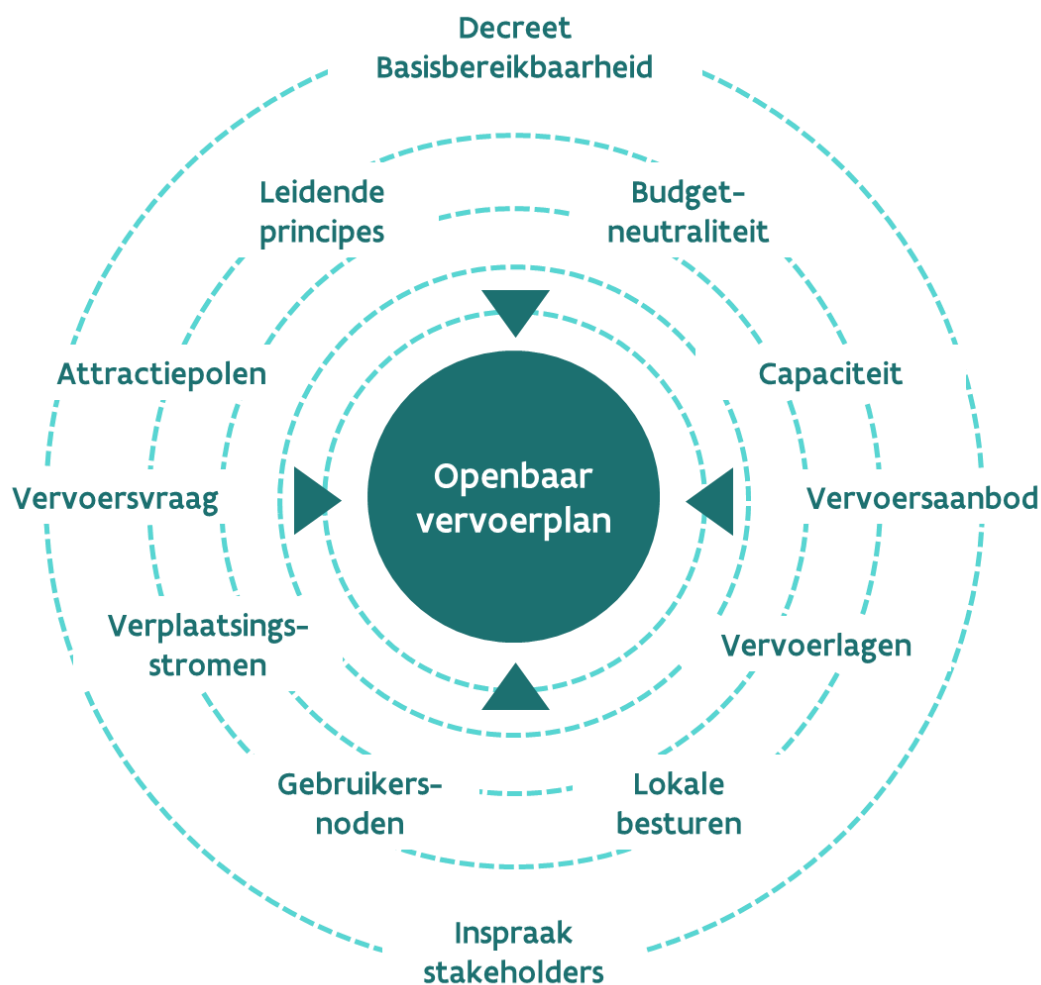 Decreet
Basisbereikbaarheid
Leidende
principes
Budget-
neutraliteit
Attractiepolen
Capaciteit
Openbaar
vervoerplan
Vervoersvraag
Vervoersaanbod
Verplaatsings-
stromen
Vervoerlagen
Gebruikers-
noden
Lokale
besturen
Inspraak
stakeholders